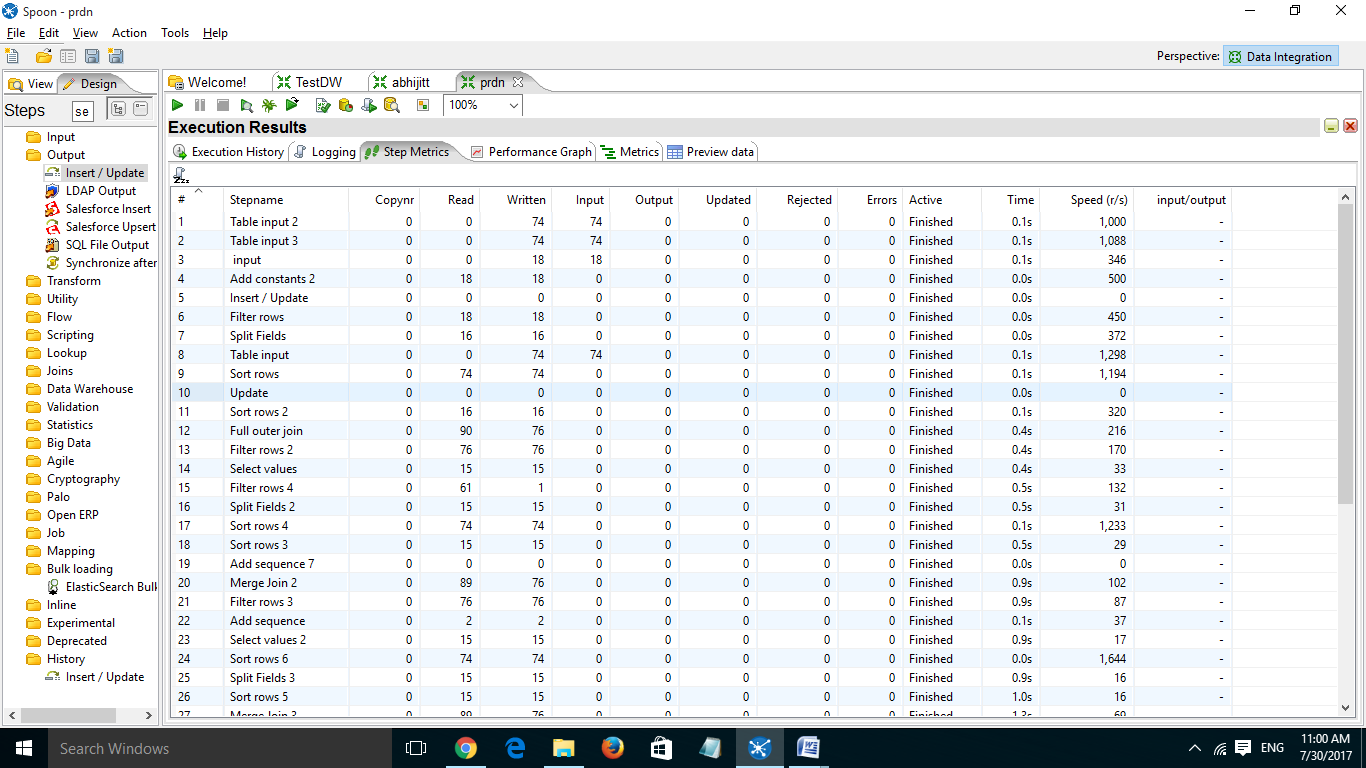 Spoon - prdn
File Edit View Action Tools Help
Perspective: Data Integration
View Design
Steps se
Input
Output
Insert / Update
LDAP Output
Salesforce Insert
Salesforce Upsert
SQL File Output
Synchronize after
Transform
Utility
Flow
Scripting
Lookup
Joins
Data Warehouse
Validation
Statistics
Big Data
Agile
Cryptography
Palo
Open ERP
Job
Mapping
Bulk loading
ElasticSearch Bulk
Inline
Experimental
Deprecated
History
Insert / Update
Welcome! TestDW abhijitt prdn
100%
Execution Results
Execution History Logging Step Metrics Performance Graph Metrics Preview data
# Stepname Copynr Read Written Input Output Updated Rejected Errors Active Time Speed (r/s) input/output
1 Table input 2 0 0 74 74 0 0 0 0 Finished 0.1s 1,000 -
2 Table input 3 0 0 74 74 0 0 0 0 Finished 0.1s 1,088 -
3 input 0 0 18 18 0 0 0 0 Finished 0.1s 346 -
4 Add constants 2 0 18 18 0 0 0 0 0 Finished 0.0s 500 -
5 Insert / Update 0 0 0 0 0 0 0 0 Finished 0.0s 0 -
6 Filter rows 0 18 18 0 0 0 0 0 Finished 0.0s 450 -
7 Split Fields 0 16 16 0 0 0 0 0 Finished 0.0s 372 -
8 Table input 0 0 74 74 0 0 0 0 Finished 0.1s 1,298 -
9 Sort rows 0 74 74 0 0 0 0 0 Finished 0.1s 1,194 -
10 Update 0 0 0 0 0 0 0 0 Finished 0.0s 0 -
11 Sort rows 2 0 16 16 0 0 0 0 0 Finished 0.1s 320 -
12 Full outer join 0 90 76 0 0 0 0 0 Finished 0.4s 216 -
13 Filter rows 2 0 76 76 0 0 0 0 0 Finished 0.4s 170 -
14 Select values 0 15 15 0 0 0 0 0 Finished 0.4s 33 -
15 Filter rows 4 0 61 1 0 0 0 0 0 Finished 0.5s 132 -
16 Split Fields 2 0 15 15 0 0 0 0 0 Finished 0.5s 31 -
17 Sort rows 4 0 74 74 0 0 0 0 0 Finished 0.1s 1,233 -
18 Sort rows 3 0 15 15 0 0 0 0 0 Finished 0.5s 29 -
19 Add sequence 7 0 0 0 0 0 0 0 0 Finished 0.0s 0 -
20 Merge Join 2 0 89 76 0 0 0 0 0 Finished 0.9s 102 -
21 Filter rows 3 0 76 76 0 0 0 0 0 Finished 0.9s 87 -
22 Add sequence 0 2 2 0 0 0 0 0 Finished 0.1s 37 -
23 Select values 2 0 15 15 0 0 0 0 0 Finished 0.9s 17 -
24 Sort rows 6 0 74 74 0 0 0 0 0 Finished 0.0s 1,644 -
25 Split Fields 3 0 15 15 0 0 0 0 0 Finished 0.9s 16 -
26 Sort rows 5 0 15 15 0 0 0 0 0 Finished 1.0s 16 -
27 Merge Join 3 0 89 76 0 0 0 0 0 Finished 1.3s 69 -
Search Windows
ENG
11:00 AM
7/30/2017